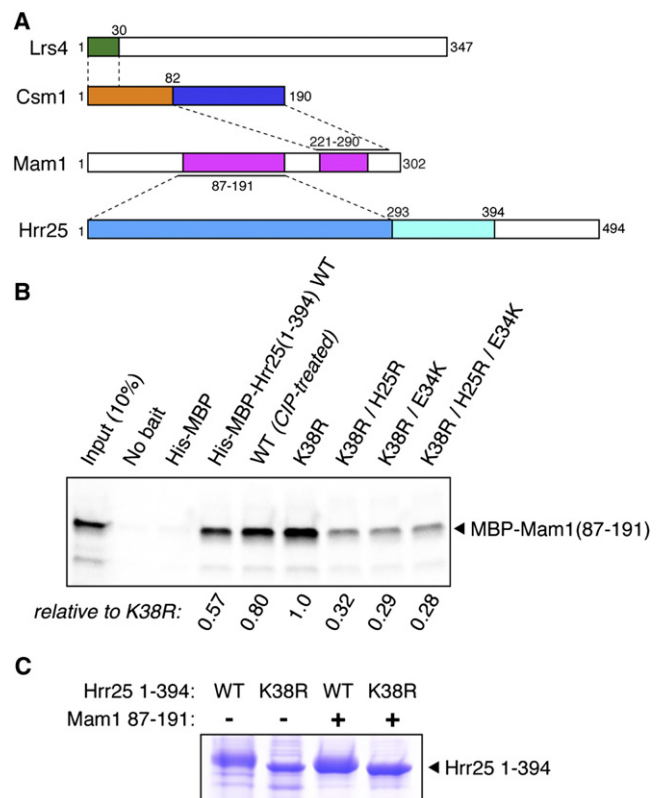 A
30
Lrs4 1 347
82
Csm1 1 190
221-290
Mam1 1 302
87-191
293 394
Hrr25 1 494
B
Input (10%)
No bait
His-MBP
His-MBP-Hrr25(1-394) WT
WT (CIP-treated)
K38R
K38R / H25R
K38R / E34K
K38R / H25R / E34K
MBP-Mam1(87-191)
relative to K38R: 0.57 0.80 1.0 0.32 0.29 0.28
C
Hrr25 1-394: WT K38R WT K38R
Mam1 87-191: - - + +
Hrr25 1-394